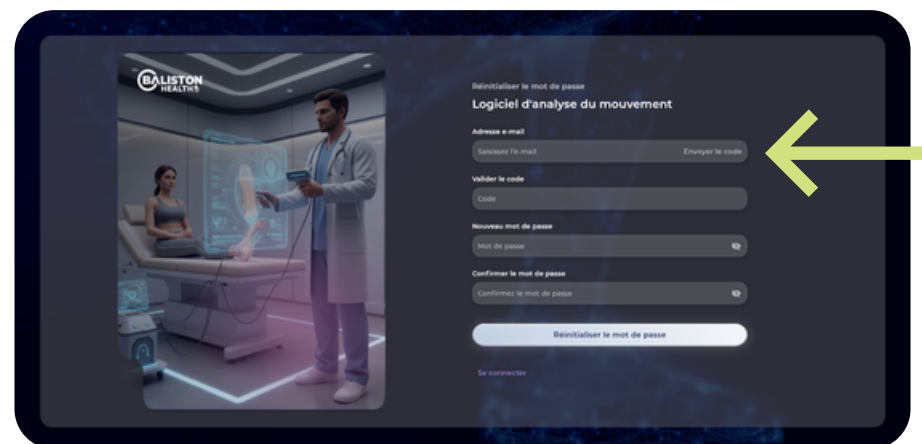 BALISTON
HEALTH
Réinitialiser le mot de passe
Logiciel d'analyse du mouvement
Adresse e-mail
Saisissez l'e-mail
Envoyer le code
Valider le code
Code
Nouveau mot de passe
Mot de passe
Confirmer le mot de passe
Confirmez le mot de passe
Réinitialiser le mot de passe
Se connecter